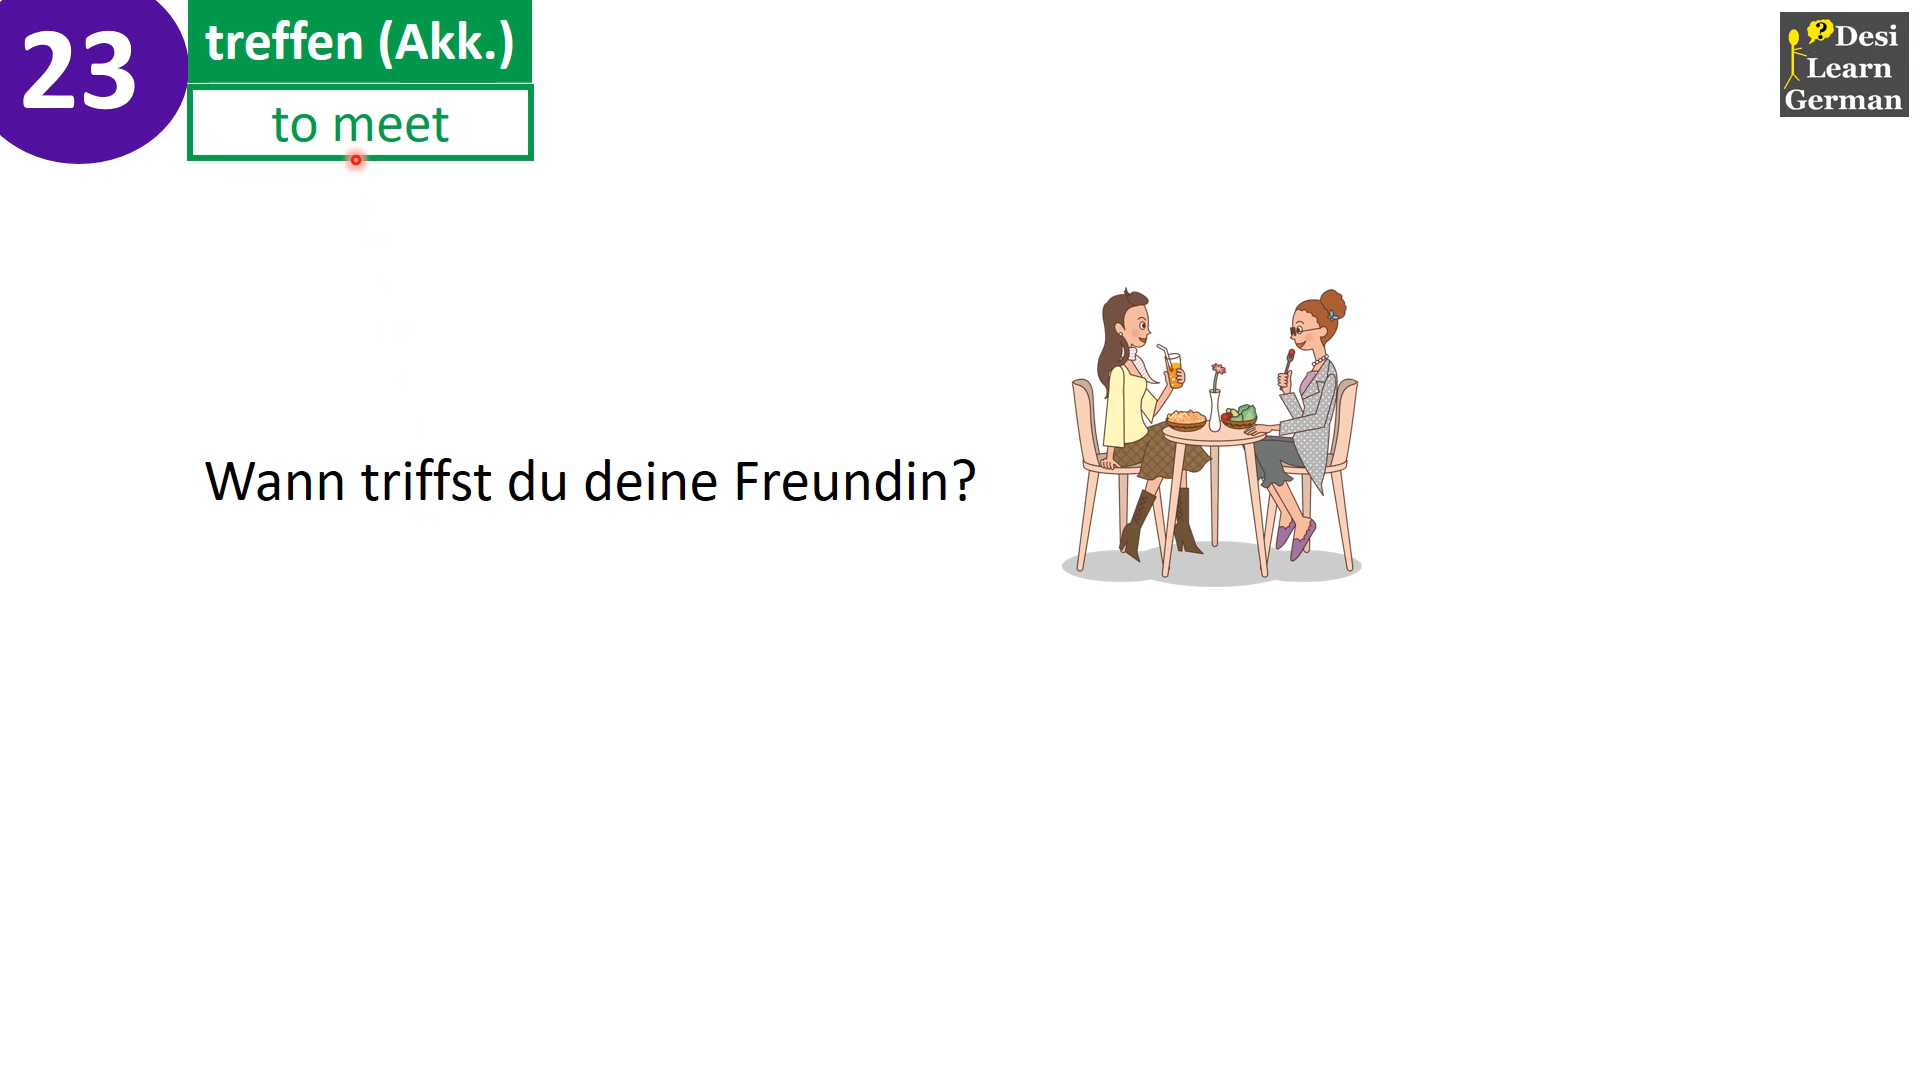 23
treffen (Akk.)
to meet
?
Desi
Learn
German
Wann triffst du deine Freundin?